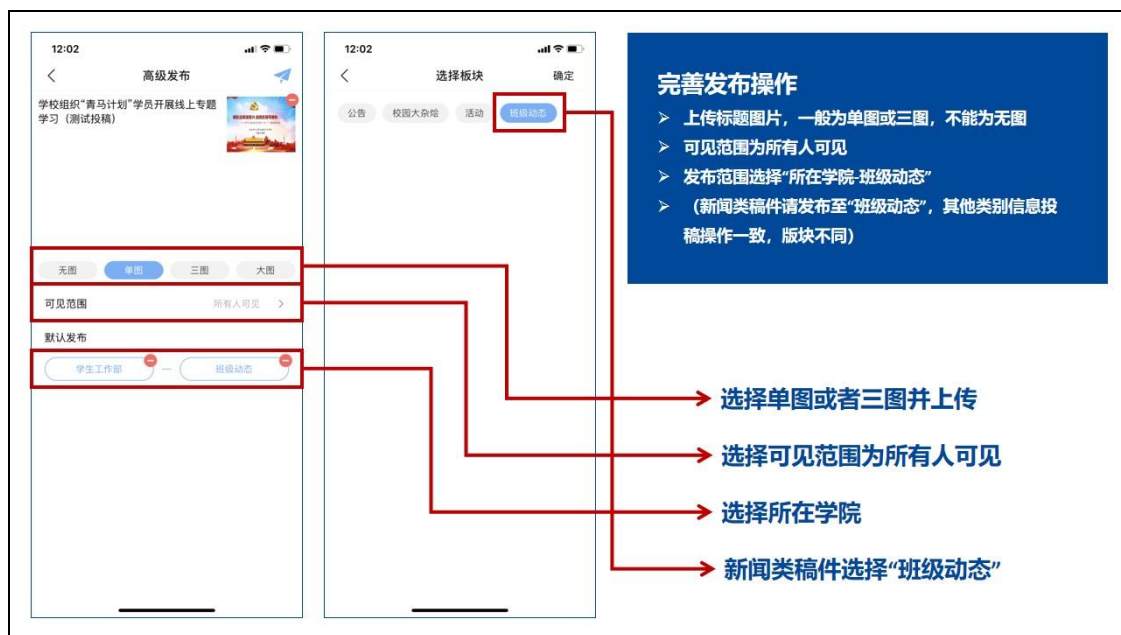 12:02
高级发布
学校组织“青马计划”学员开展线上专题
学习（测试投稿）
无图
单图
三图
大图
可见范围
所有人可见
默认发布
学生工作部
班级动态
12:02
选择板块
确定
公告
校园大杂烩
活动
班级动态
完善发布操作
上传标题图片，一般为单图或三图，不能为无图
可见范围为所有人可见
发布范围选择“所在学院-班级动态”
（新闻类稿件请发布至“班级动态”，其他类别信息投
稿操作一致，版块不同）
选择单图或者三图并上传
选择可见范围为所有人可见
选择所在学院
新闻类稿件选择“班级动态”